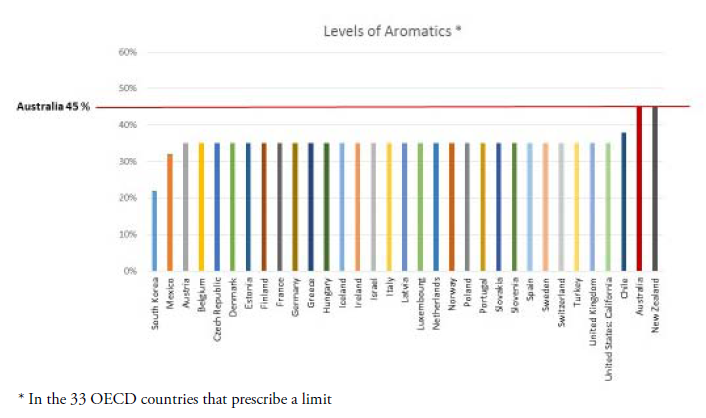 Levels of Aromatics *
60%
50%
Australia 45 %
40%
30%
20%
10%
0%
South Korea
Mexico
Austria
Belgium
Czech Republic
Denmark
Estonia
Finland
France
Germany
Greece
Hungary
Iceland
Ireland
Israel
Italy
Latvia
Luxembourg
Netherlands
Norway
Poland
Portugal
Slovakia
Slovenia
Spain
Sweden
Switzerland
Turkey
United Kingdom
United States: California
Chile
Australia
New Zealand
* In the 33 OECD countries that prescribe a limit